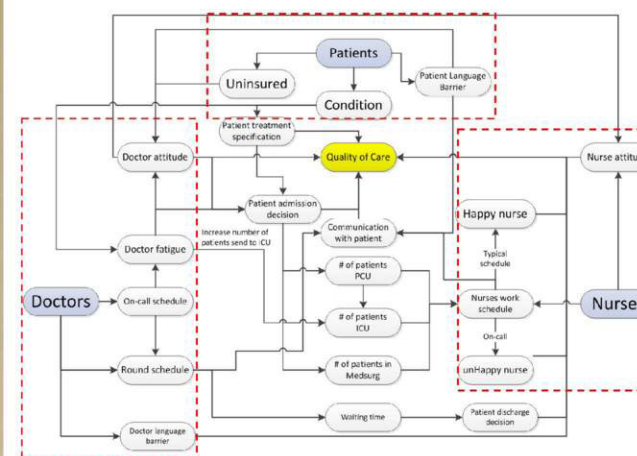 Patients
Uninsured
Patient Language
Barrier
Condition
Patient treatment
specification
Doctor attitude
Quality of Care
Nurse attitu
Patient admission
decision
Happy nurse
Increase number of
patients send to ICU
Communication
with patient
Doctor fatigue
Typical
schedule
# of patients
PCU
Doctors
On-call schedule
Nurses work
schedule
Nurse
# of patients
ICU
On-call
Round schedule
# of patients in
Medsurg
unHappy nurse
Waiting time
Patient discharge
decision
Doctor language
barrier